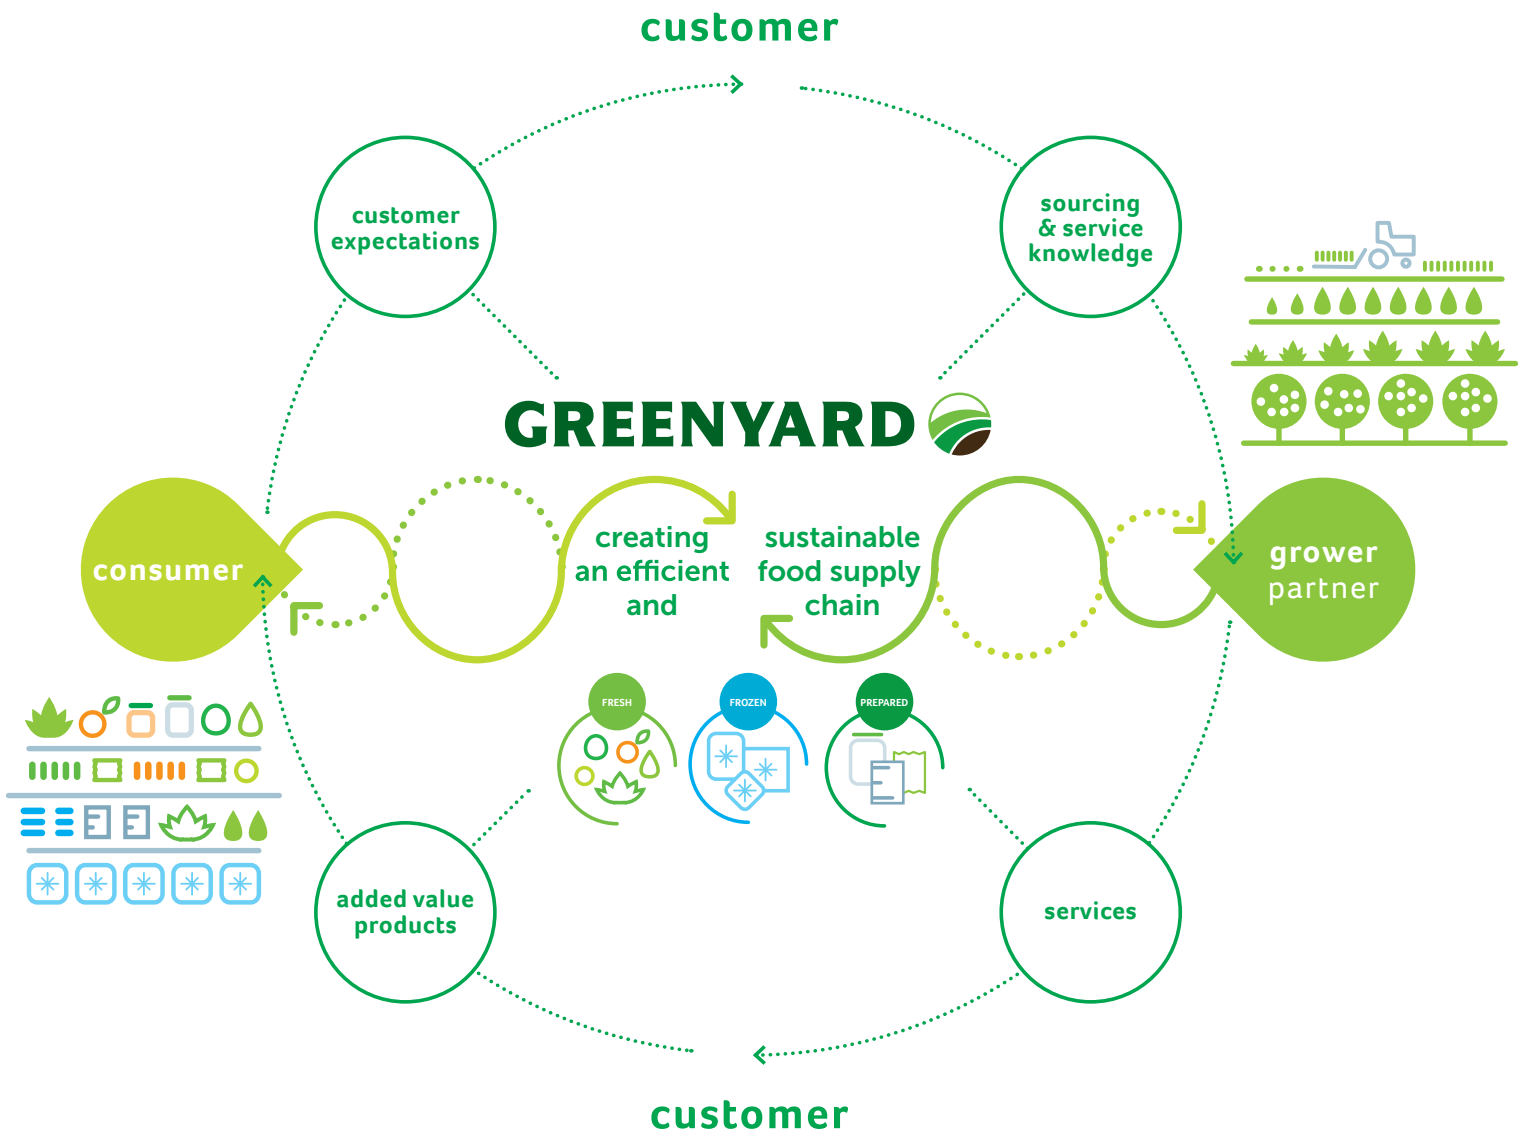 customer
customer
expectations
sourcing
& service
knowledge
GREENYARD
consumer
creating
an efficient
and
sustainable
food supply
chain
grower
partner
FRESH
FROZEN
PREPARED
added value
products
services
customer